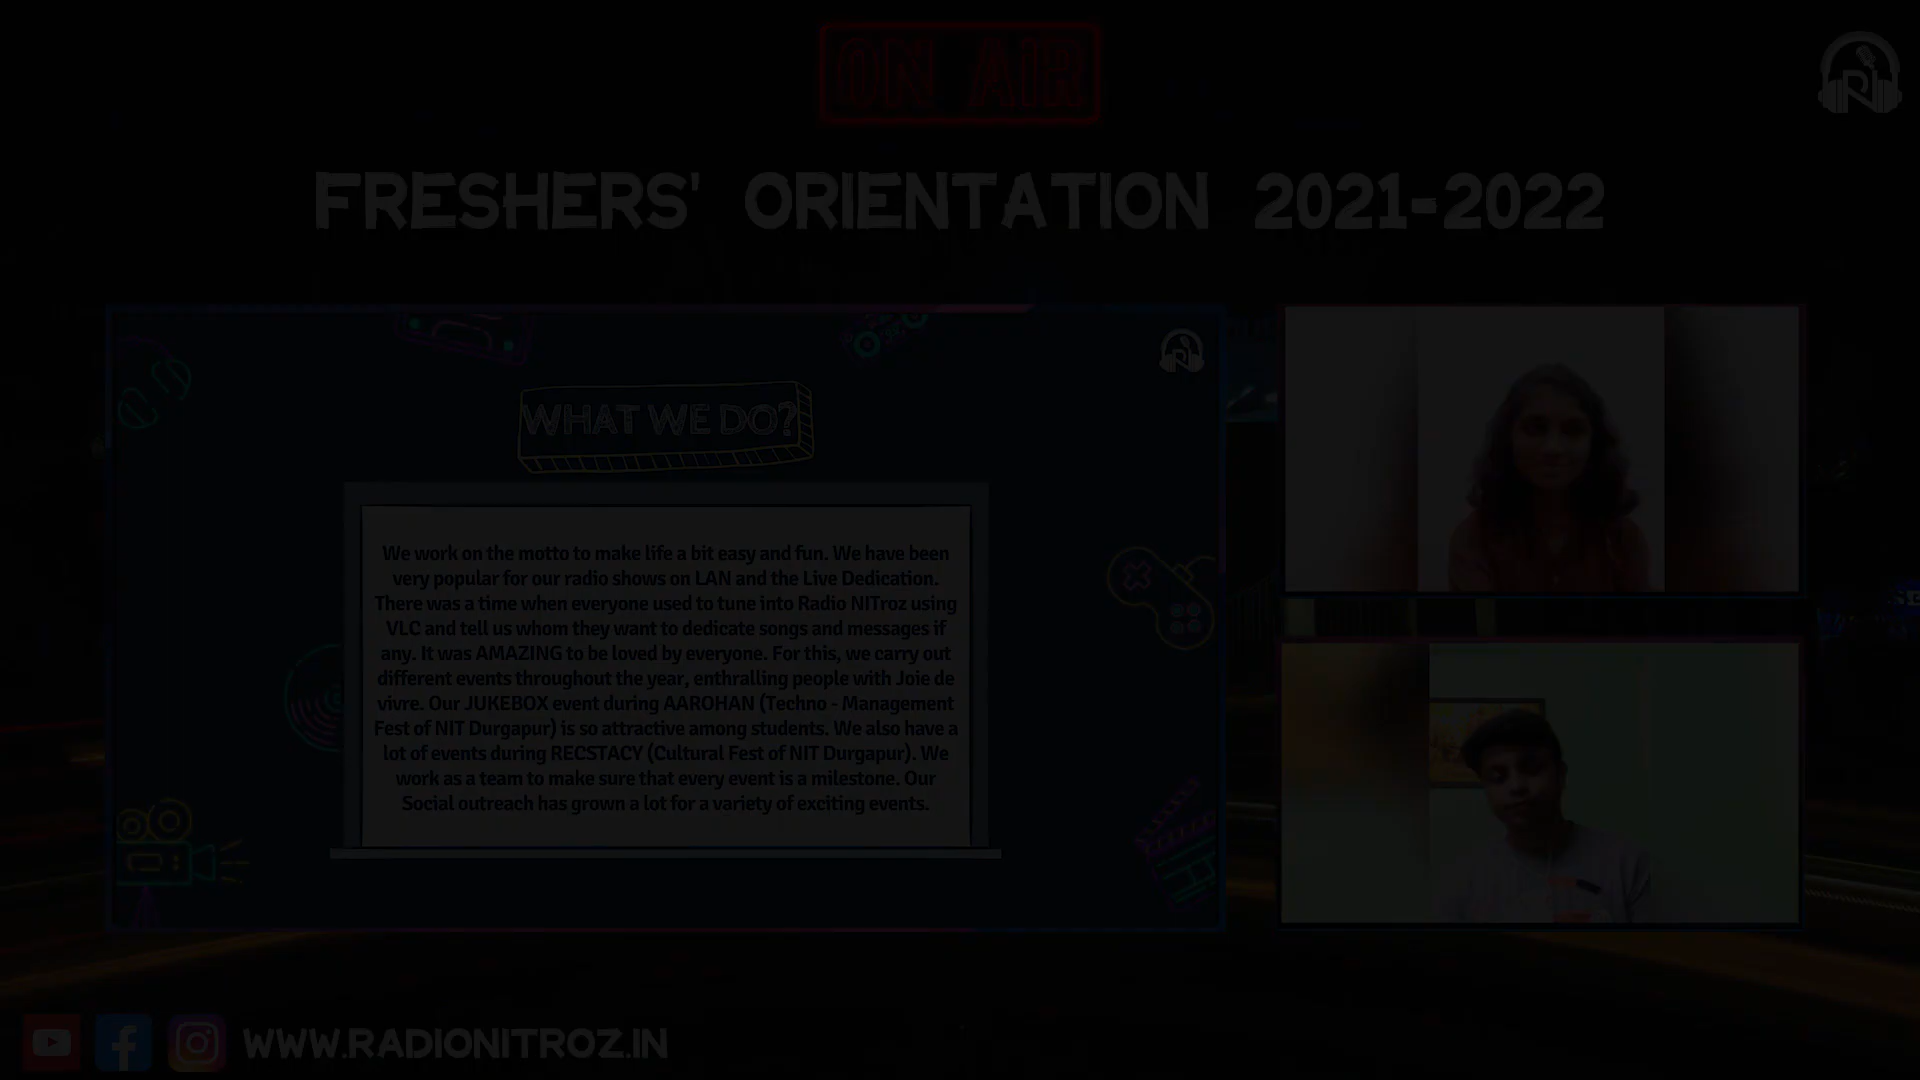 ON AIR
FRESHERS' ORIENTATION 2021-2022
WHAT WE DO?
We work on the motto to make life a bit easy and fun. We have been
very popular for our radio shows on LAN and the Live Dedication.
There was a time when everyone used to tune into Radio NITroz using
VLC and tell us whom they want to dedicate songs and messages if
any. It was AMAZING to be loved by everyone. For this, we carry out
different events throughout the year, enthralling people with Joie de
vivre. Our JUKEBOX event during AAROHAN (Techno - Management
Fest of NIT Durgapur) is so attractive among students. We also have a
lot of events during RECSTACY (Cultural Fest of NIT Durgapur). We
work as a team to make sure that every event is a milestone. Our
Social outreach has grown a lot for a variety of exciting events.
WWW.RADIONITROZ.IN